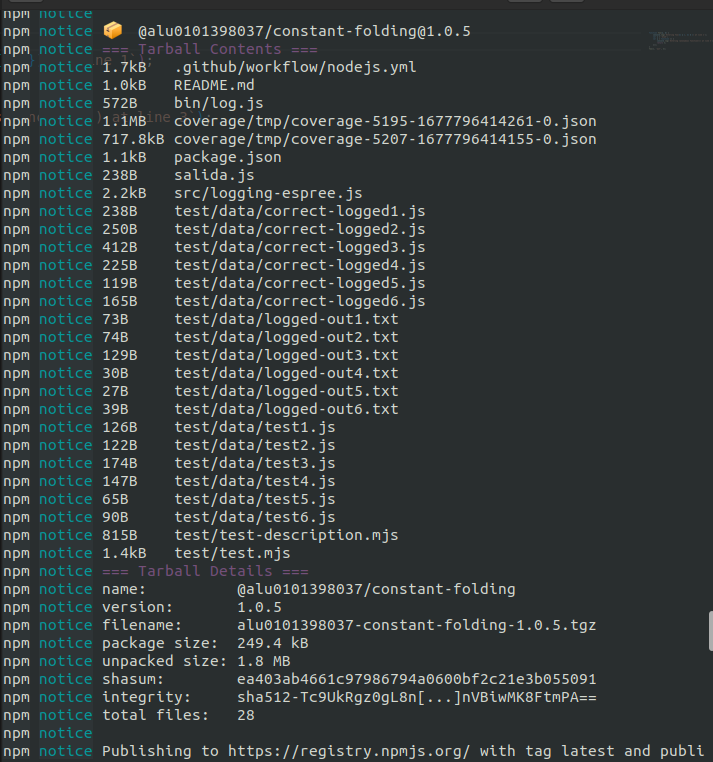 npm notice
npm notice 📦 @alu0101398037/constant-folding@1.0.5
npm notice === Tarball Contents ===
npm notice 1.7kB .github/workflow/nodejs.yml
npm notice 1.0kB README.md
npm notice 572B bin/log.js
npm notice 1.1MB coverage/tmp/coverage-5195-1677796414261-0.json
npm notice 717.8kB coverage/tmp/coverage-5207-1677796414155-0.json
npm notice 1.1kB package.json
npm notice 238B salida.js
npm notice 2.2kB src/logging-espree.js
npm notice 238B test/data/correct-logged1.js
npm notice 250B test/data/correct-logged2.js
npm notice 412B test/data/correct-logged3.js
npm notice 225B test/data/correct-logged4.js
npm notice 119B test/data/correct-logged5.js
npm notice 165B test/data/correct-logged6.js
npm notice 73B test/data/logged-out1.txt
npm notice 74B test/data/logged-out2.txt
npm notice 129B test/data/logged-out3.txt
npm notice 30B test/data/logged-out4.txt
npm notice 27B test/data/logged-out5.txt
npm notice 39B test/data/logged-out6.txt
npm notice 126B test/data/test1.js
npm notice 122B test/data/test2.js
npm notice 174B test/data/test3.js
npm notice 147B test/data/test4.js
npm notice 65B test/data/test5.js
npm notice 90B test/data/test6.js
npm notice 815B test/test-description.mjs
npm notice 1.4kB test/test.mjs
npm notice === Tarball Details ===
npm notice name: @alu0101398037/constant-folding
npm notice version: 1.0.5
npm notice filename: alu0101398037-constant-folding-1.0.5.tgz
npm notice package size: 249.4 kB
npm notice unpacked size: 1.8 MB
npm notice shasum: ea403ab4661c97986794a0600bf2c21e3b055091
npm notice integrity: sha512-Tc9UkRgz0gL8n[...]nVBiwMK8FtmPA==
npm notice total files: 28
npm notice
npm notice Publishing to https://registry.npmjs.org/ with tag latest and publi